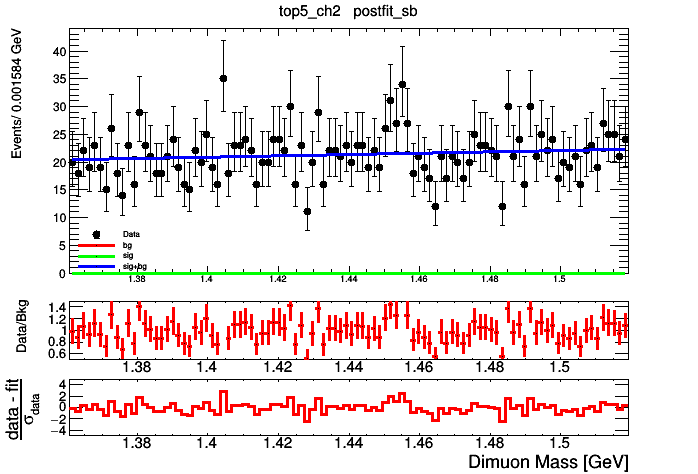 top5_ch2 postfit_sb
Events/ 0.001584 GeV
40
35
30
25
20
15
10
5
0
Data
bg
sig
sig+bg
1.38 1.4 1.42 1.44 1.46 1.48 1.5
Data/Bkg
1.4
1.2
1
0.8
0.6
1.38 1.4 1.42 1.44 1.46 1.48 1.5
data - fit
σdata
4
2
0
−2
−4
1.38 1.4 1.42 1.44 1.46 1.48 1.5
Dimuon Mass [GeV]